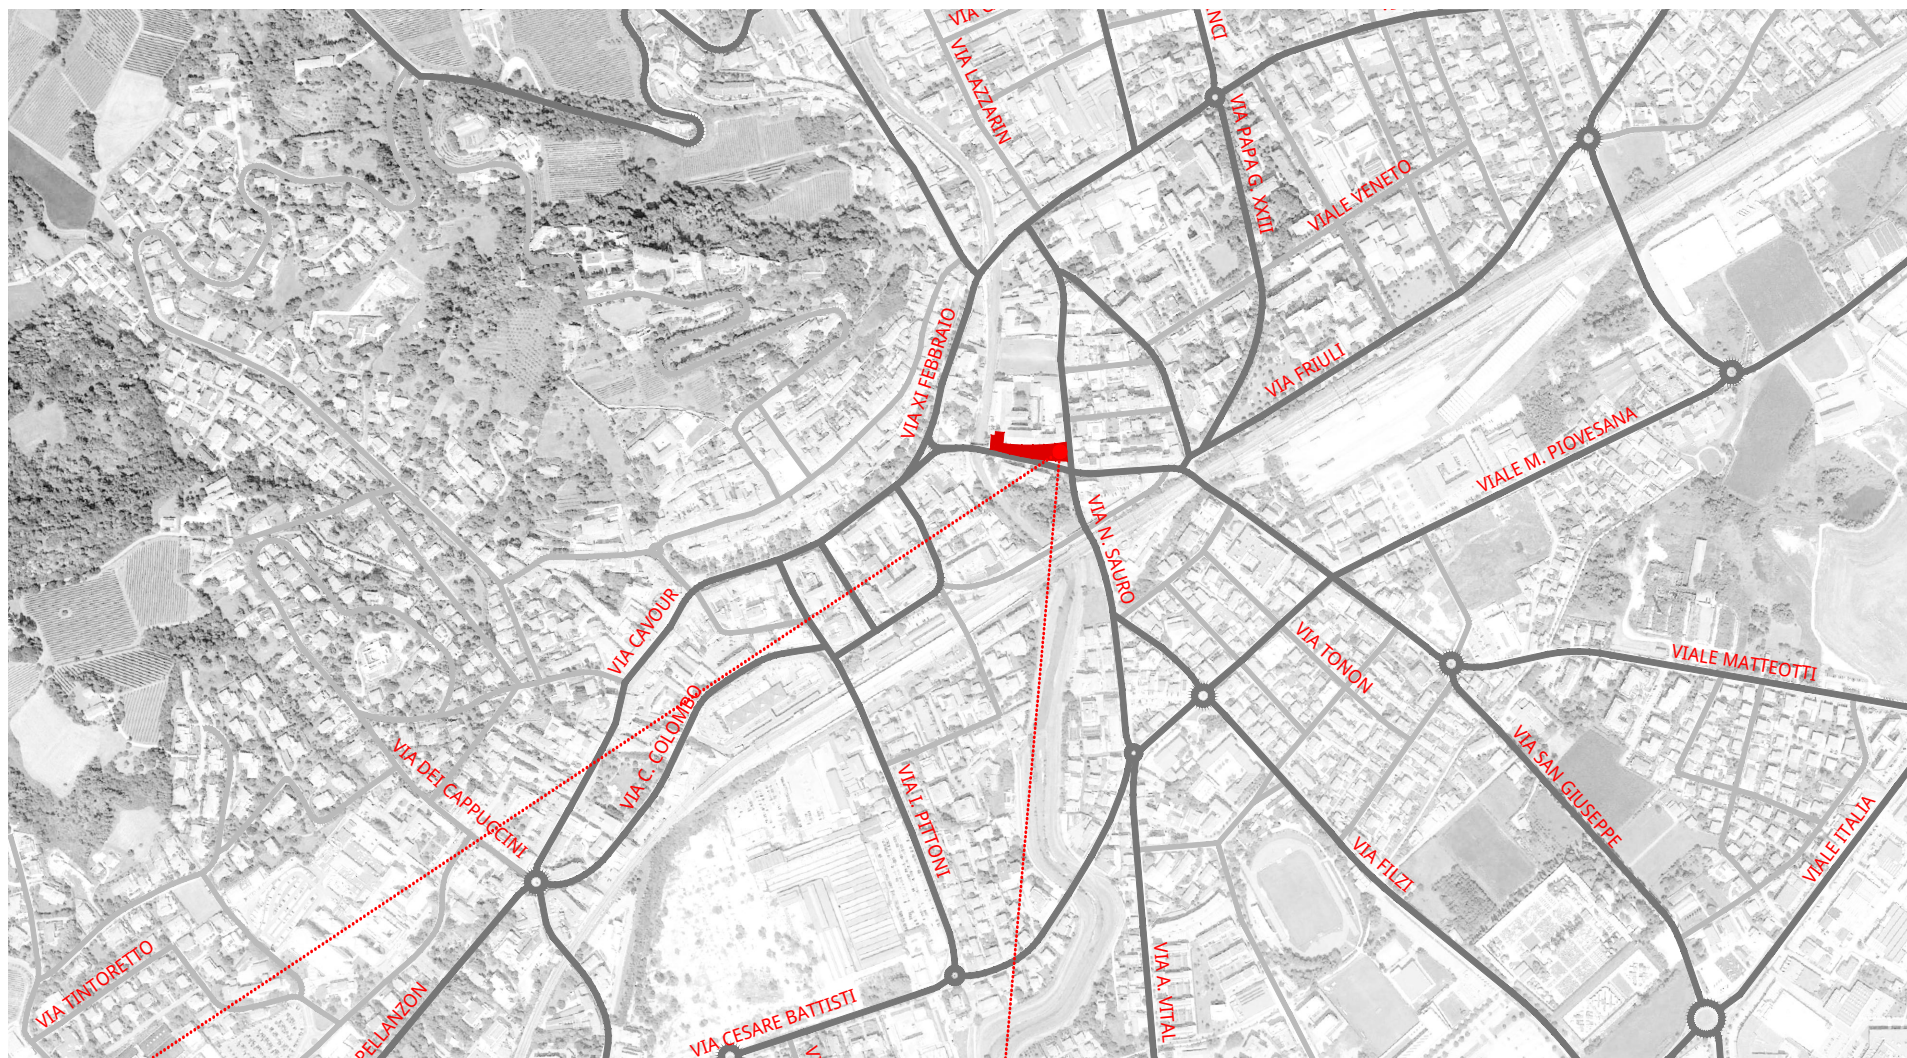 VIA LAZZARIN
VIA PAPA G. XXIII
VIALE VENETO
VIA XI FEBBRAIO
VIA FRIULI
VIALE M. PIOVESANA
VIA N. SAURO
VIA CAVOUR
VIA TONON
VIALE MATTEOTTI
VIA C. COLOMBO
VIA DEI CAPPUCCINI
VIA I. PITTONI
VIA SAN GIUSEPPE
VIALE ITALIA
VIA FILZI
VIA TINTORETTO
PELLANZON
VIA A. VITAL
VIA CESARE BATTISTI